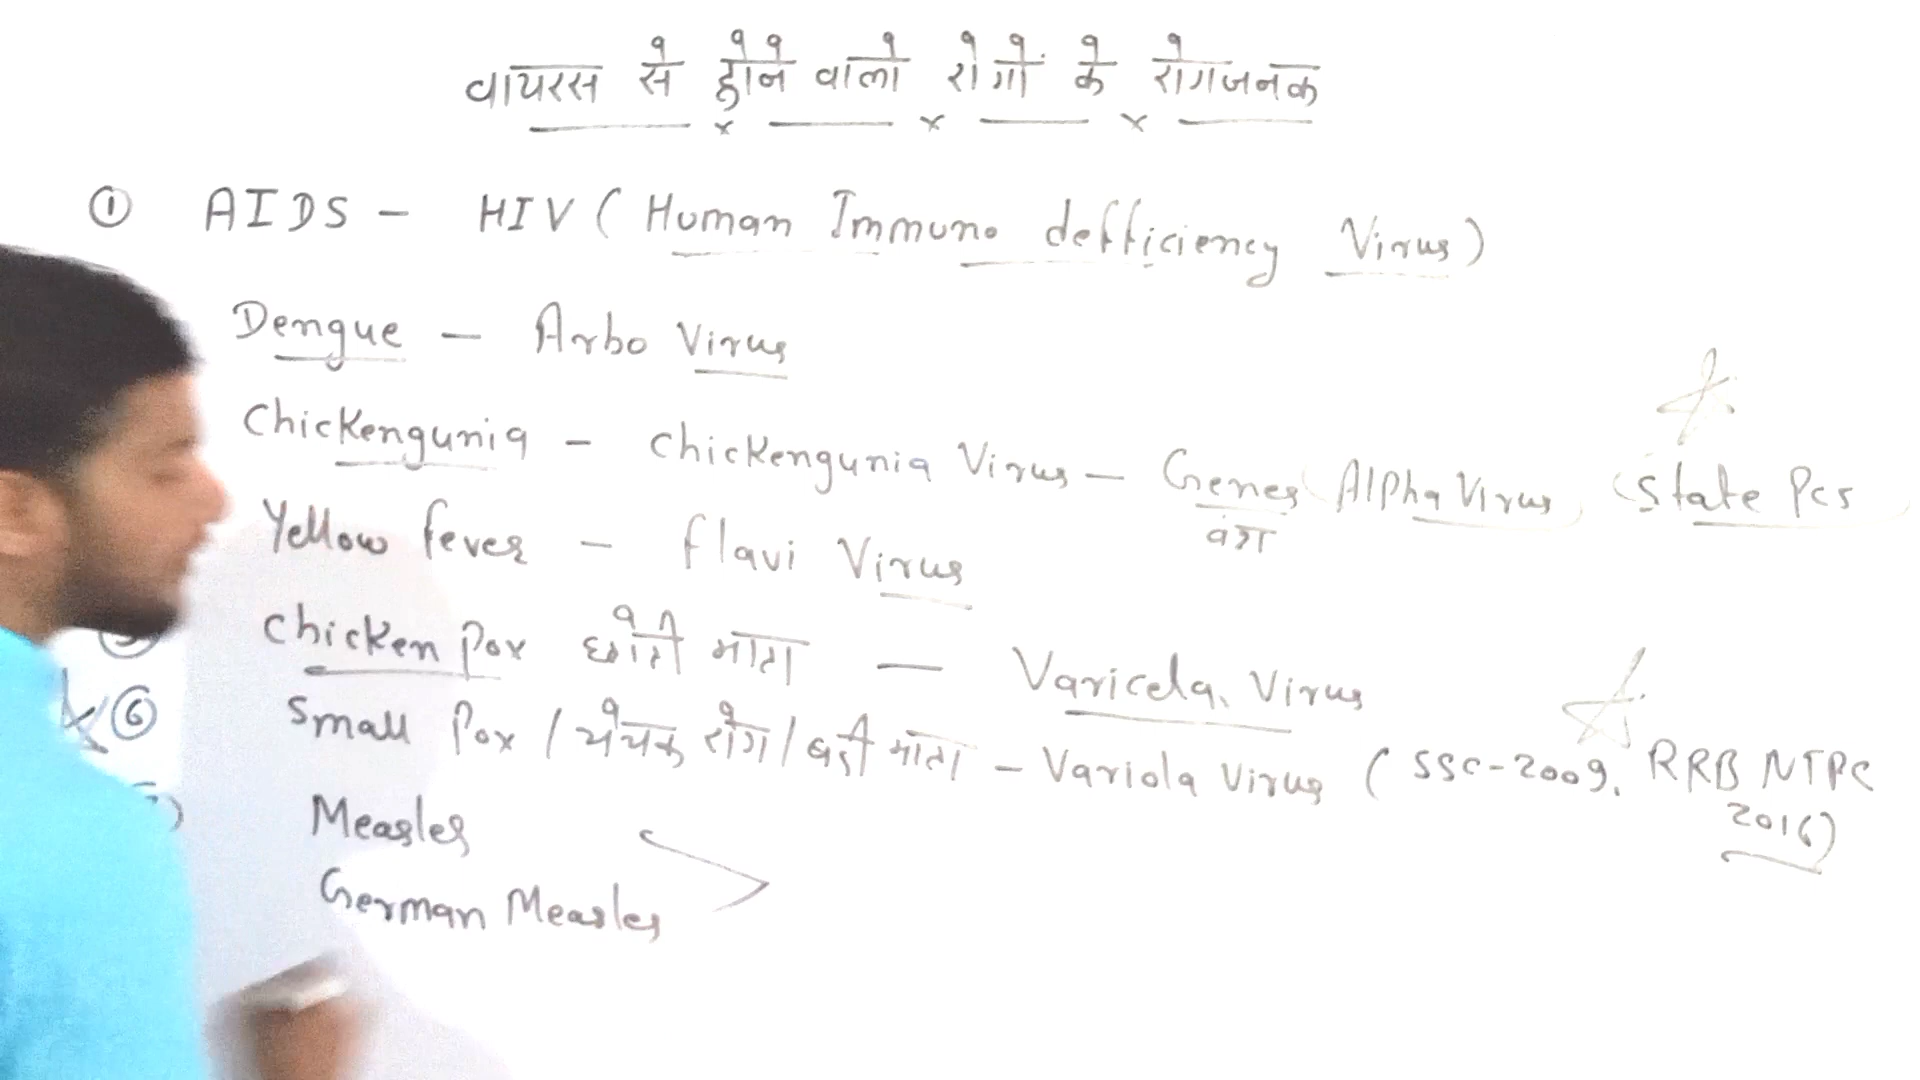 वायरस से होने वाले रोगों के रोगजनक
① AIDS - HIV ( Human Immuno defficiency Virus )
Dengue - Arbo Virus
Chickengunia - Chickengunia Virus - Genes Alpha Virus, (State Pcs
वंश
Yellow fever - flavi Virus
Chicken Pox छोटी माता - Varicela Virus
⑥ Small Pox / चेचक रोग / बड़ी माता - Variola Virus ( SSC-2009, RRB NTPC
2016)
Measles
German Measles